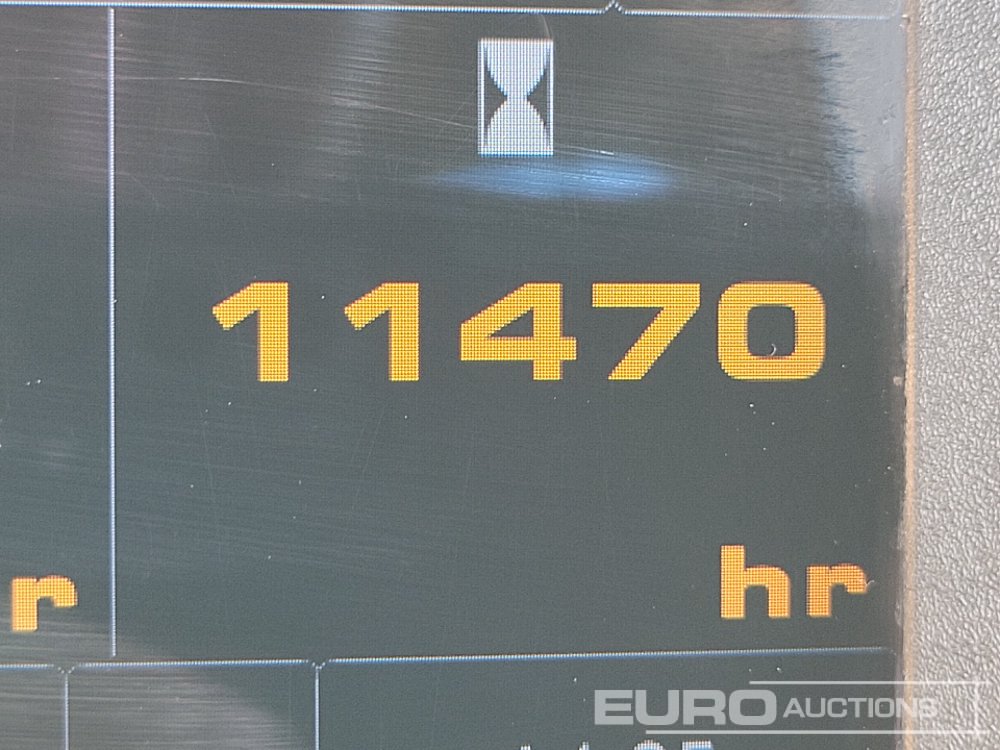 11470
r
hr
EURO AUCTIONS